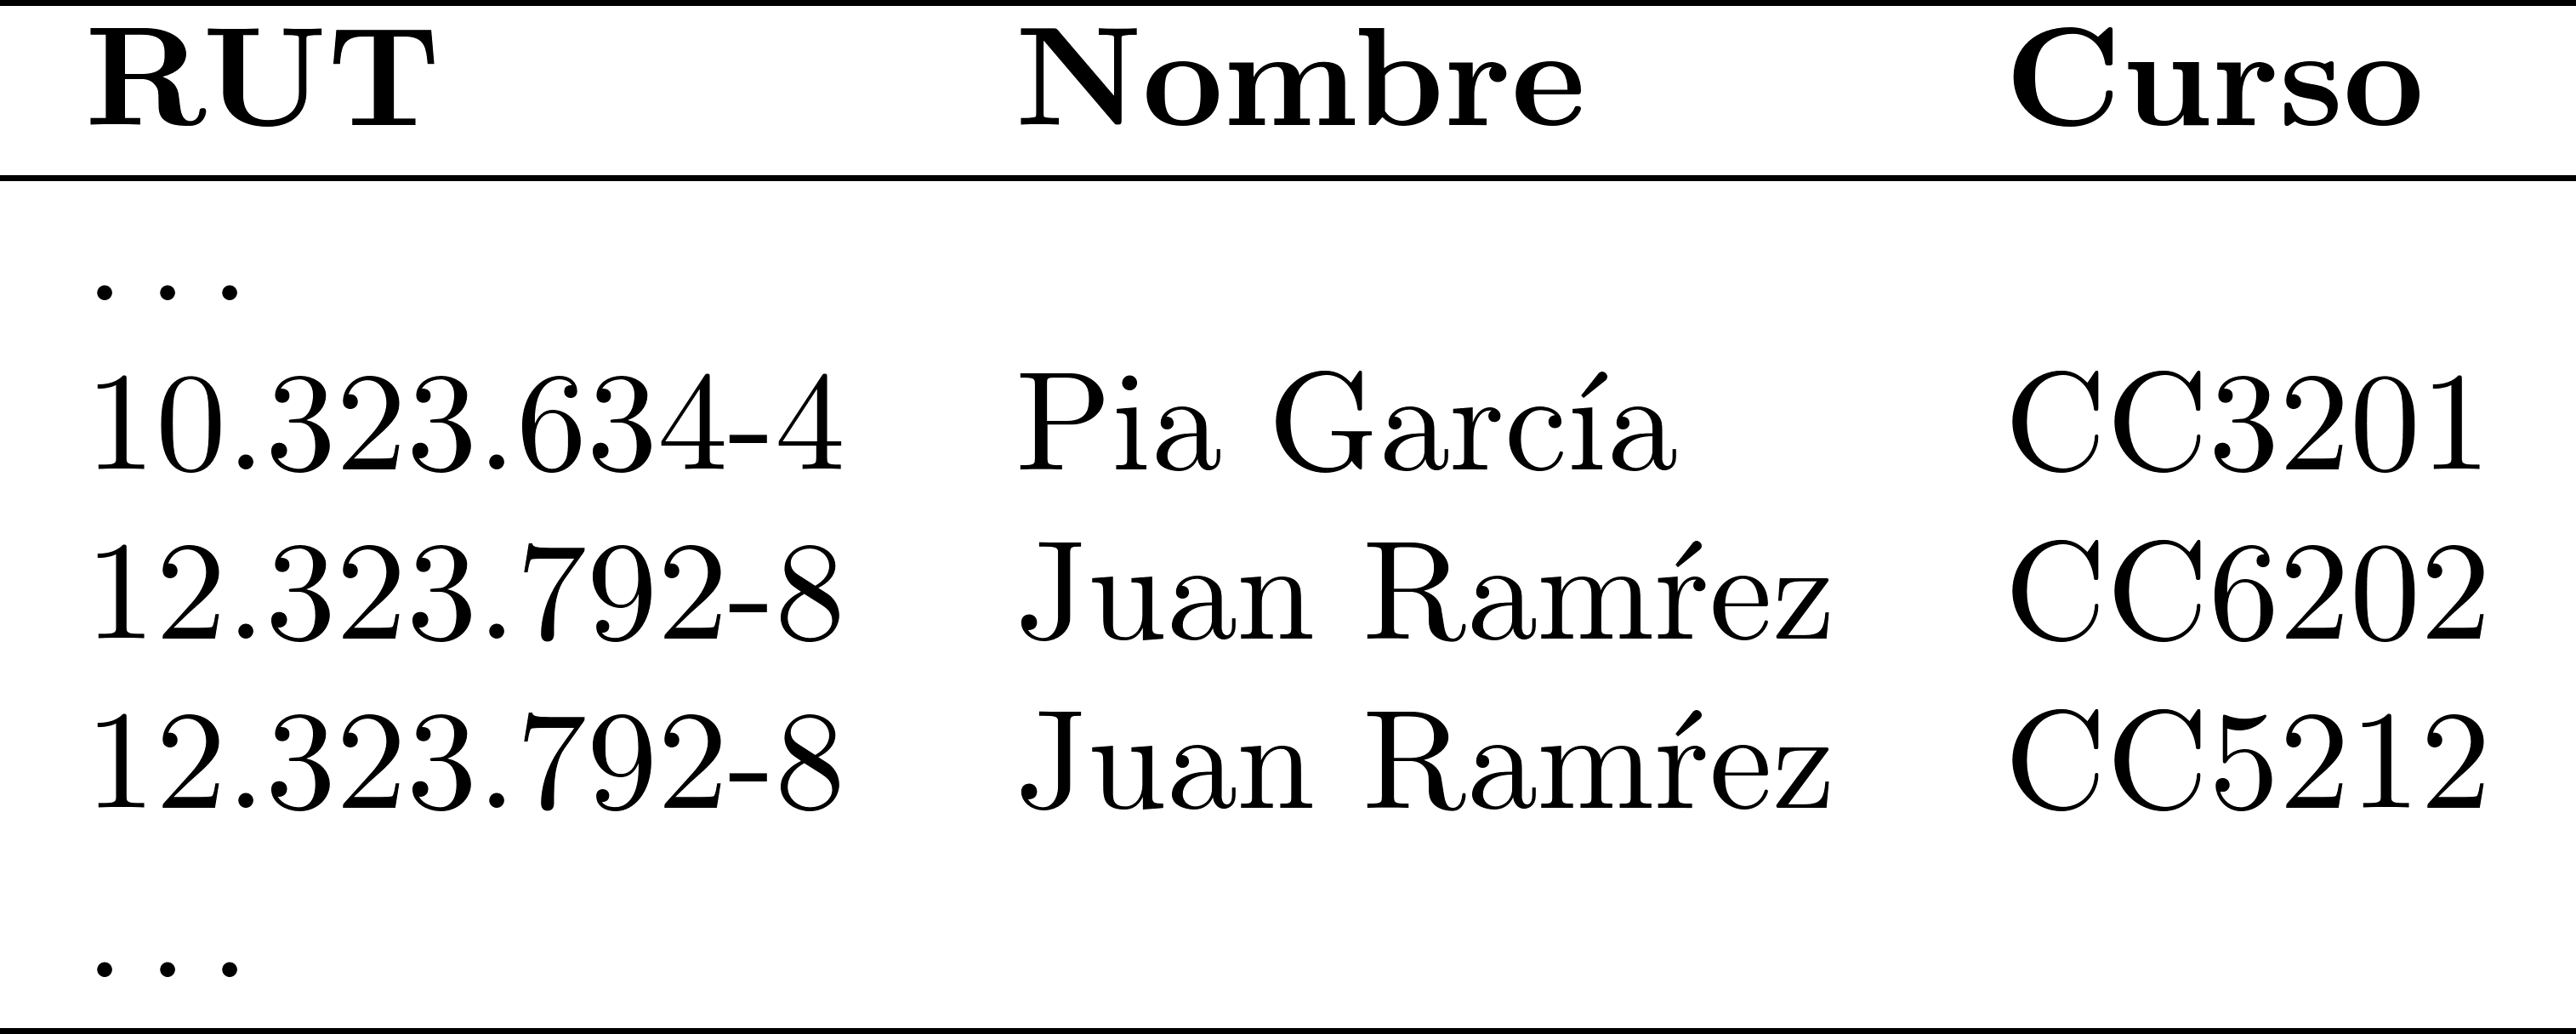 RUT Nombre Curso
. . .
10.323.634-4 Pia García CC3201
12.323.792-8 Juan Ramŕez CC6202
12.323.792-8 Juan Ramŕez CC5212
. . .